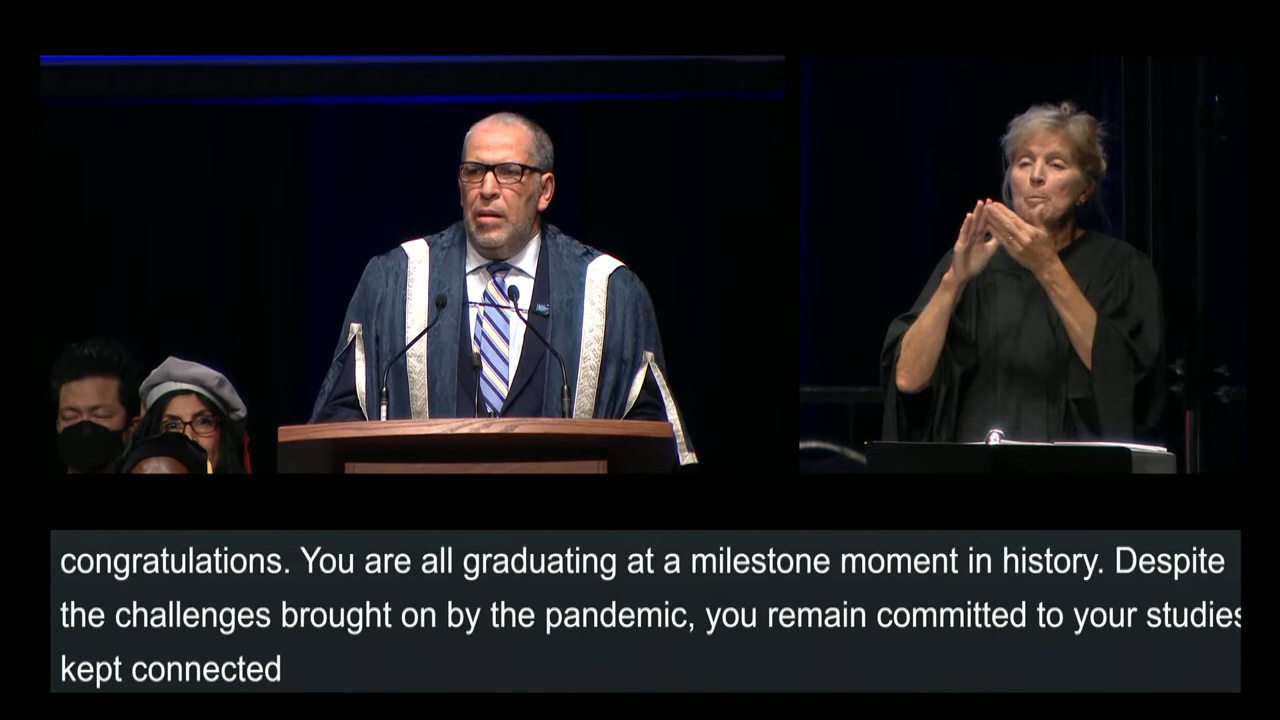 congratulations. You are all graduating at a milestone moment in history. Despite
the challenges brought on by the pandemic, you remain committed to your studies
kept connected